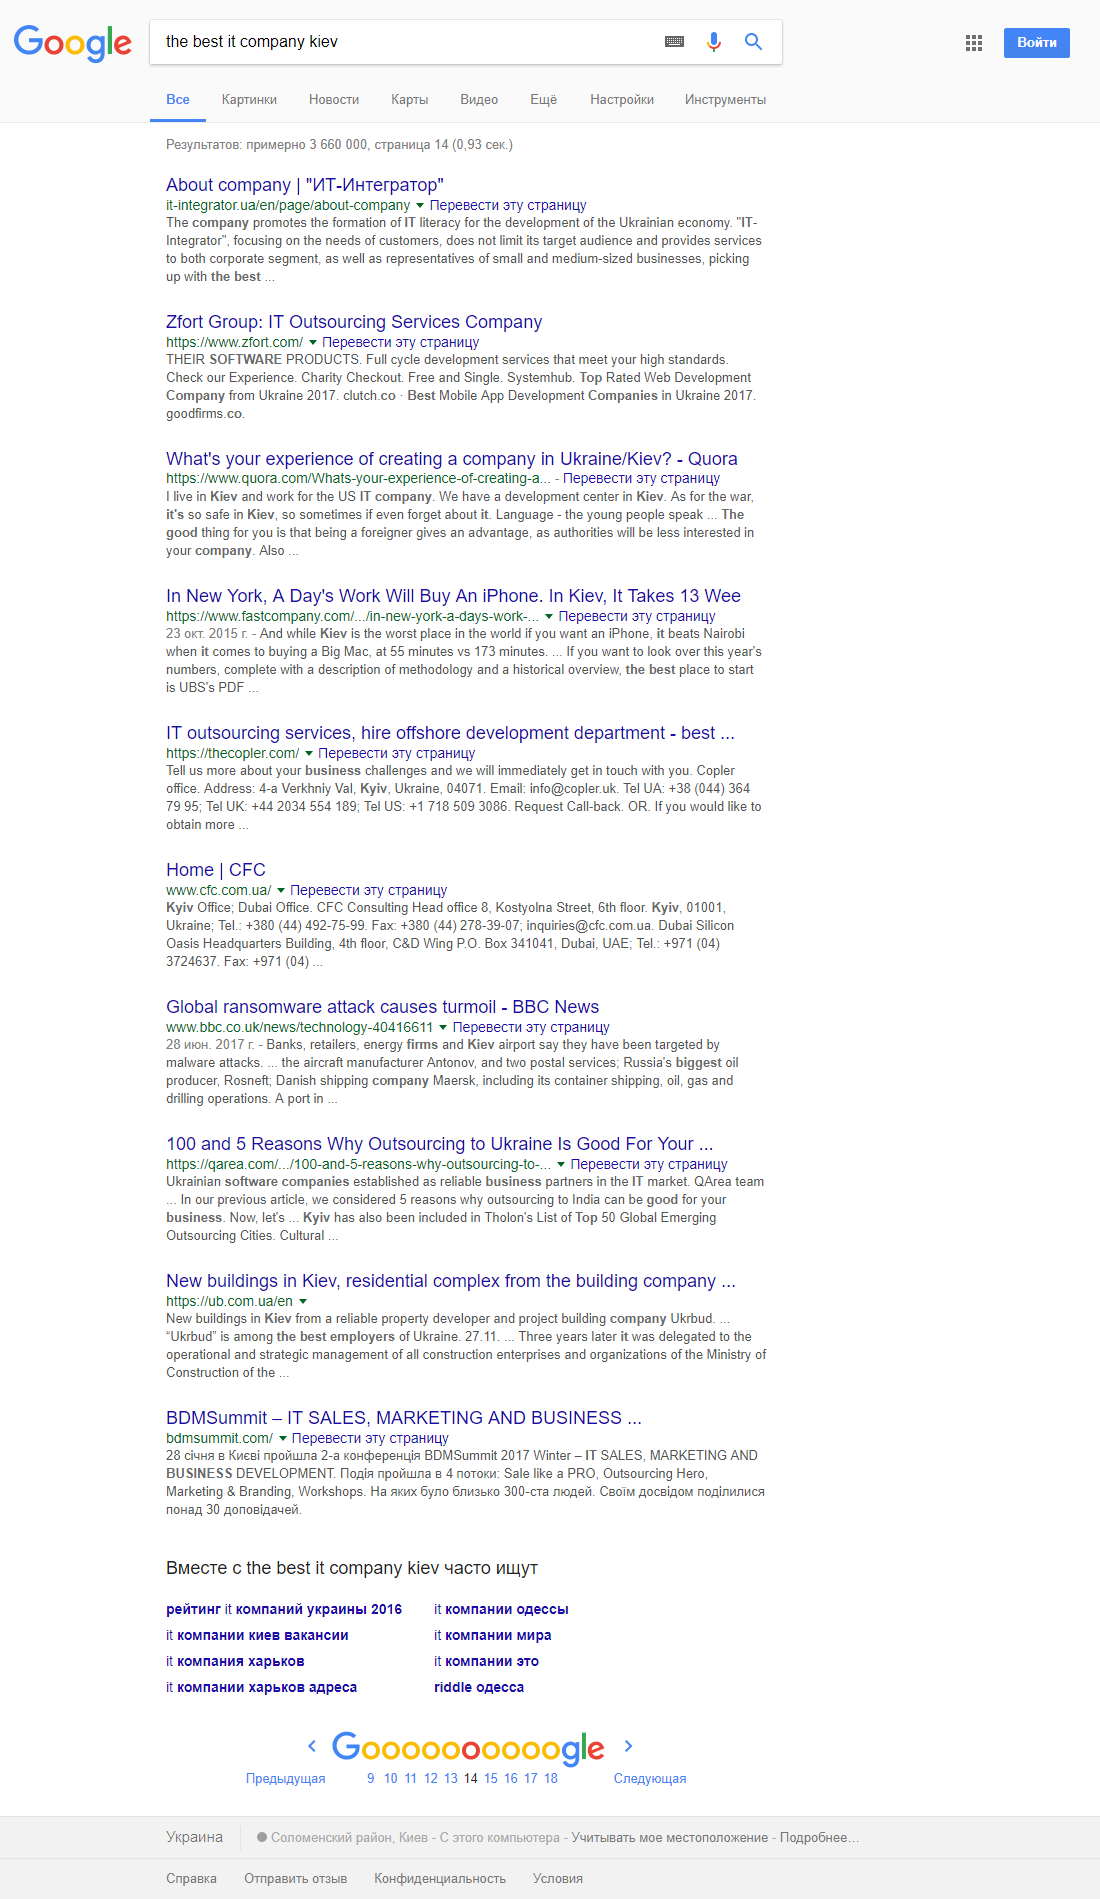 Google
the best it company kiev
Войти
Все Картинки Новости Карты Видео Ещё Настройки Инструменты
Результатов: примерно 3 660 000, страница 14 (0,93 сек.)
About company | "ИТ-Интегратор"
it-integrator.ua/en/page/about-company Перевести эту страницу
The company promotes the formation of IT literacy for the development of the Ukrainian economy. "IT-
Integrator", focusing on the needs of customers, does not limit its target audience and provides services
to both corporate segment, as well as representatives of small and medium-sized businesses, picking
up with the best ...
Zfort Group: IT Outsourcing Services Company
https://www.zfort.com/ Перевести эту страницу
THEIR SOFTWARE PRODUCTS. Full cycle development services that meet your high standards.
Check our Experience. Charity Checkout. Free and Single. Systemhub. Top Rated Web Development
Company from Ukraine 2017. clutch.co · Best Mobile App Development Companies in Ukraine 2017.
goodfirms.co.
What's your experience of creating a company in Ukraine/Kiev? - Quora
https://www.quora.com/Whats-your-experience-of-creating-a... - Перевести эту страницу
I live in Kiev and work for the US IT company. We have a development center in Kiev. As for the war,
it's so safe in Kiev, so sometimes if even forget about it. Language - the young people speak ... The
good thing for you is that being a foreigner gives an advantage, as authorities will be less interested in
your company. Also ...
In New York, A Day's Work Will Buy An iPhone. In Kiev, It Takes 13 Wee
https://www.fastcompany.com/.../in-new-york-a-days-work-... Перевести эту страницу
23 окт. 2015 г. - And while Kiev is the worst place in the world if you want an iPhone, it beats Nairobi
when it comes to buying a Big Mac, at 55 minutes vs 173 minutes. ... If you want to look over this year's
numbers, complete with a description of methodology and a historical overview, the best place to start
is UBS's PDF ...
IT outsourcing services, hire offshore development department - best ...
https://thecopler.com/ Перевести эту страницу
Tell us more about your business challenges and we will immediately get in touch with you. Copler
office. Address: 4-a Verkhniy Val, Kyiv, Ukraine, 04071. Email: info@copler.uk. Tel UA: +38 (044) 364
79 95; Tel UK: +44 2034 554 189; Tel US: +1 718 509 3086. Request Call-back. OR. If you would like to
obtain more ...
Home | CFC
www.cfc.com.ua/ Перевести эту страницу
Kyiv Office; Dubai Office. CFC Consulting Head office 8, Kostyolna Street, 6th floor. Kyiv, 01001,
Ukraine; Tel.: +380 (44) 492-75-99. Fax: +380 (44) 278-39-07; inquiries@cfc.com.ua. Dubai Silicon
Oasis Headquarters Building, 4th floor, C&D Wing P.O. Box 341041, Dubai, UAE; Tel.: +971 (04)
3724637. Fax: +971 (04) ...
Global ransomware attack causes turmoil - BBC News
www.bbc.co.uk/news/technology-40416611 Перевести эту страницу
28 июн. 2017 г. - Banks, retailers, energy firms and Kiev airport say they have been targeted by
malware attacks. ... the aircraft manufacturer Antonov, and two postal services; Russia's biggest oil
producer, Rosneft; Danish shipping company Maersk, including its container shipping, oil, gas and
drilling operations. A port in ...
100 and 5 Reasons Why Outsourcing to Ukraine Is Good For Your ...
https://qarea.com/.../100-and-5-reasons-why-outsourcing-to-... Перевести эту страницу
Ukrainian software companies established as reliable business partners in the IT market. QArea team
... In our previous article, we considered 5 reasons why outsourcing to India can be good for your
business. Now, let's ... Kyiv has also been included in Tholon's List of Top 50 Global Emerging
Outsourcing Cities. Cultural ...
New buildings in Kiev, residential complex from the building company ...
https://ub.com.ua/en
New buildings in Kiev from a reliable property developer and project building company Ukrbud. ...
“Ukrbud” is among the best employers of Ukraine. 27.11. ... Three years later it was delegated to the
operational and strategic management of all construction enterprises and organizations of the Ministry of
Construction of the ...
BDMSummit – IT SALES, MARKETING AND BUSINESS ...
bdmsummit.com/ Перевести эту страницу
28 січня в Києві пройшла 2-а конференція BDMSummit 2017 Winter – IT SALES, MARKETING AND
BUSINESS DEVELOPMENT. Подія пройшла в 4 потоки: Sale like a PRO, Outsourcing Hero,
Marketing & Branding, Workshops. На яких було близько 300-ста людей. Своїм досвідом поділилися
понад 30 доповідачей.
Вместе с the best it company kiev часто ищут
рейтинг it компаний украины 2016 it компании одессы
it компании киев вакансии it компании мира
it компания харьков it компании это
it компании харьков адреса riddle одесса
Goooooooooogle
Предыдущая 9 10 11 12 13 14 15 16 17 18 Следующая
Украина Соломенский район, Киев - С этого компьютера - Учитывать мое местоположение - Подробнее…
Справка Отправить отзыв Конфиденциальность Условия